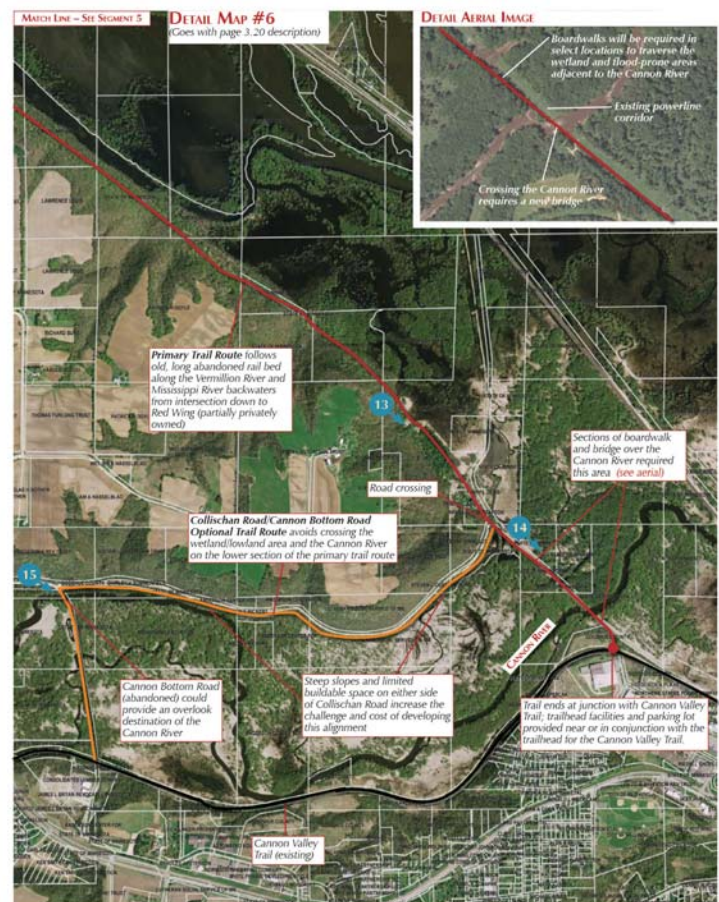 MATCH LINE – SEE SEGMENT 5
DETAIL MAP #6
(Goes with page 3.20 description)
DETAIL AERIAL IMAGE
Boardwalks will be required in
select locations to traverse the
wetland and flood-prone areas
adjacent to the Cannon River
Existing powerline
corridor
Crossing the Cannon River
requires a new bridge
Primary Trail Route follows
old, long abandoned rail bed
along the Vermillion River and
Mississippi River backwaters
from intersection down to
Red Wing (partially privately
owned)
13
Sections of boardwalk
and bridge over the
Cannon River required
this area (see aerial)
Road crossing
Collischan Road/Cannon Bottom Road
Optional Trail Route avoids crossing the
wetland/lowland area and the Cannon River
on the lower section of the primary trail route
14
15
CANNON RIVER
Cannon Bottom Road
(abandoned) could
provide an overlook
destination of the
Cannon River
Steep slopes and limited
buildable space on either side
of Collischan Road increase the
challenge and cost of developing
this alignment
Trail ends at junction with Cannon Valley
Trail; trailhead facilities and parking lot
provided near or in conjunction with the
trailhead for the Cannon Valley Trail.
Cannon Valley
Trail (existing)